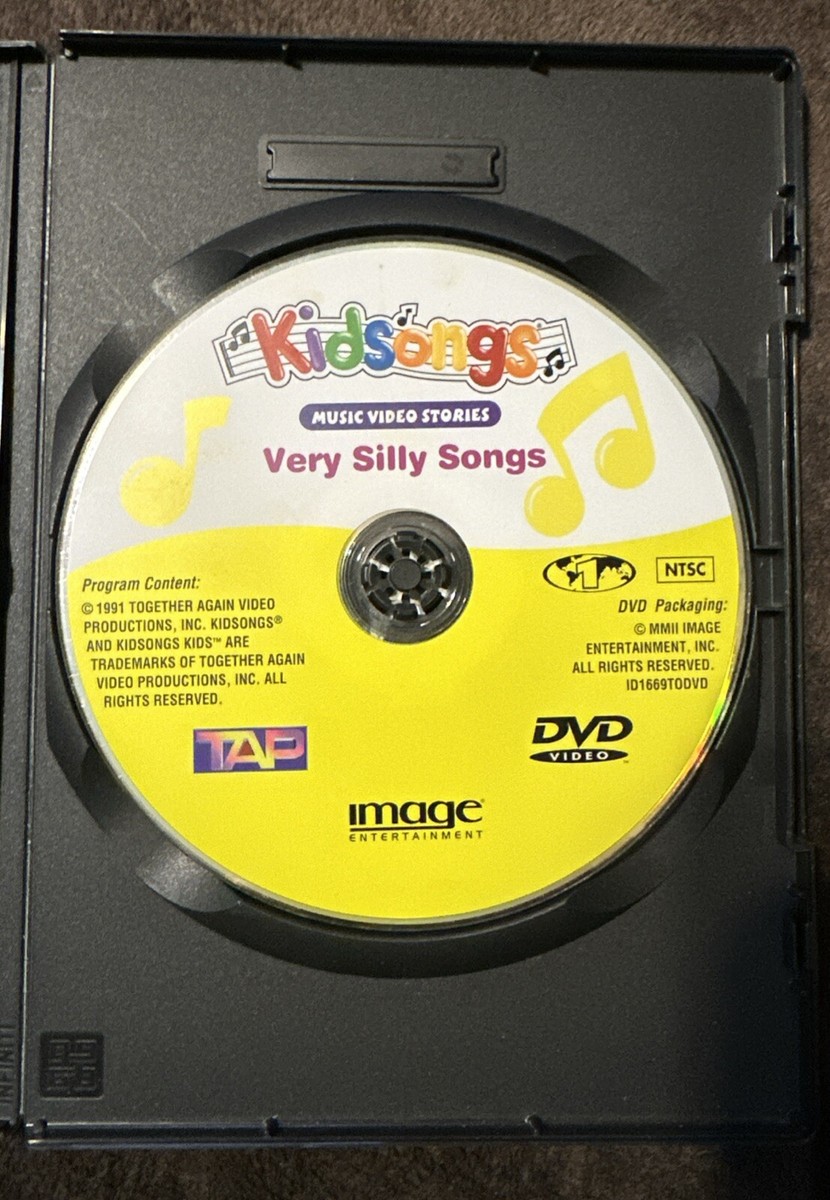 Kidsongs®
MUSIC VIDEO STORIES
Very Silly Songs
Program Content:
© 1991 TOGETHER AGAIN VIDEO
PRODUCTIONS, INC. KIDSONGS®
AND KIDSONGS KIDS™ ARE
TRADEMARKS OF TOGETHER AGAIN
VIDEO PRODUCTIONS, INC. ALL
RIGHTS RESERVED.
1
NTSC
DVD Packaging:
© MMII IMAGE
ENTERTAINMENT, INC.
ALL RIGHTS RESERVED.
ID1669TODVD
TAP
DVD
VIDEO™
image®
ENTERTAINMENT
INFINITI